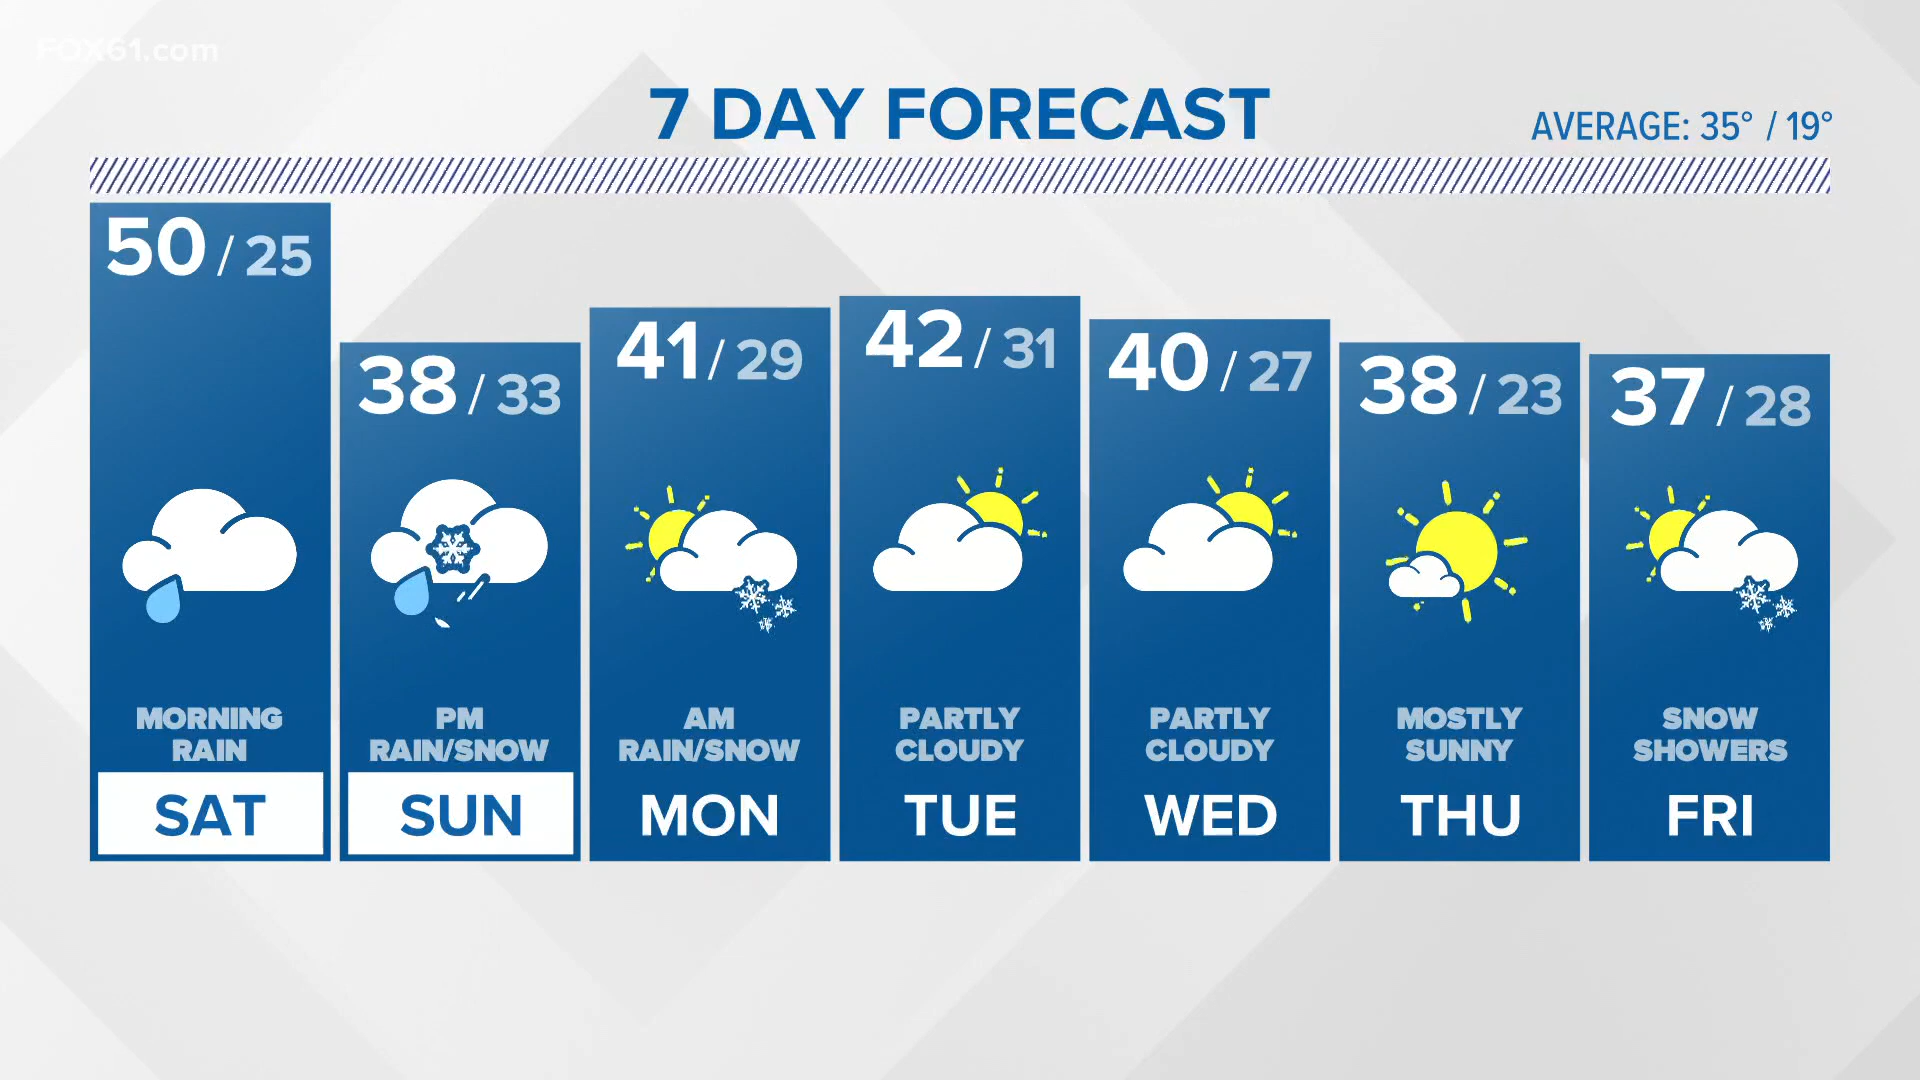 FOX61.com
7 DAY FORECAST
AVERAGE: 35° / 19°
50 / 25
MORNING
RAIN
SAT
38 / 33
PM
RAIN/SNOW
SUN
41 / 29
AM
RAIN/SNOW
MON
42 / 31
PARTLY
CLOUDY
TUE
40 / 27
PARTLY
CLOUDY
WED
38 / 23
MOSTLY
SUNNY
THU
37 / 28
SNOW
SHOWERS
FRI